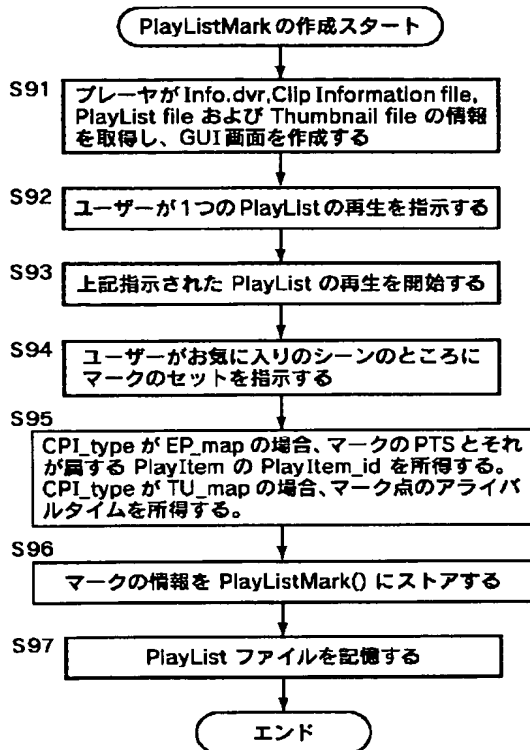 PlayListMarkの作成スタート
S91
プレーヤがInfo.dvr,Clip Information file,
PlayList file および Thumbnail file の情報
を取得し、GUI画面を作成する
S92
ユーザーが1つのPlayListの再生を指示する
S93
上記指示された PlayList の再生を開始する
S94
ユーザーがお気に入りのシーンのところに
マークのセットを指示する
S95
CPI_type が EP_map の場合、マークのPTSとそれ
が属する PlayItem の PlayItem_id を所得する。
CPI_type が TU_map の場合、マーク点のアライバ
ルタイムを所得する。
S96
マークの情報を PlayListMark() にストアする
S97
PlayList ファイルを記憶する
エンド